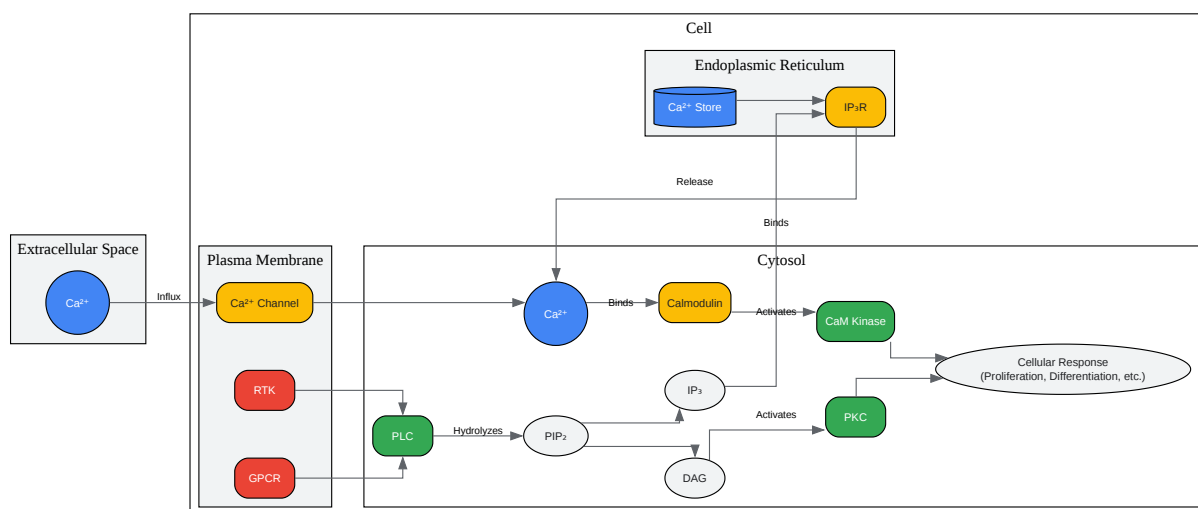 Cell
Endoplasmic Reticulum
Ca²⁺ Store
IP₃R
Release
Binds
Extracellular Space
Plasma Membrane
Cytosol
Ca²⁺
Influx
Ca²⁺ Channel
Ca²⁺
Binds
Calmodulin
Activates
CaM Kinase
Cellular Response
(Proliferation, Differentiation, etc.)
RTK
IP₃
PLC
Hydrolyzes
PIP₂
Activates
PKC
GPCR
DAG